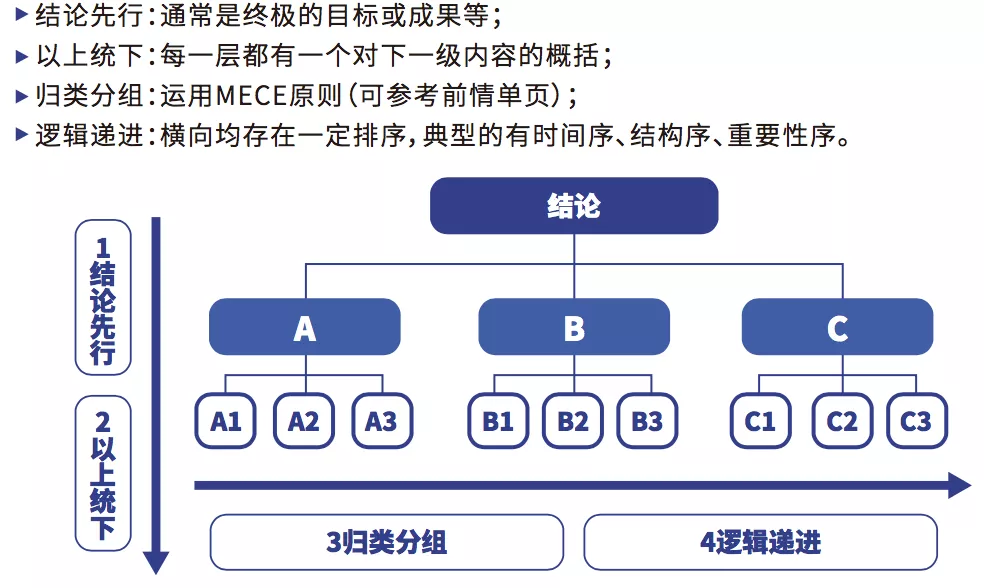 ▶ 结论先行:通常是终极的目标或成果等;
▶ 以上统下:每一层都有一个对下一级内容的概括;
▶ 归类分组:运用MECE原则(可参考前情单页);
▶ 逻辑递进:横向均存在一定排序,典型的有时间序、结构序、重要性序。
结论
1结论先行
A B C
A1 A2 A3 B1 B2 B3 C1 C2 C3
2以上统下
3归类分组 4逻辑递进